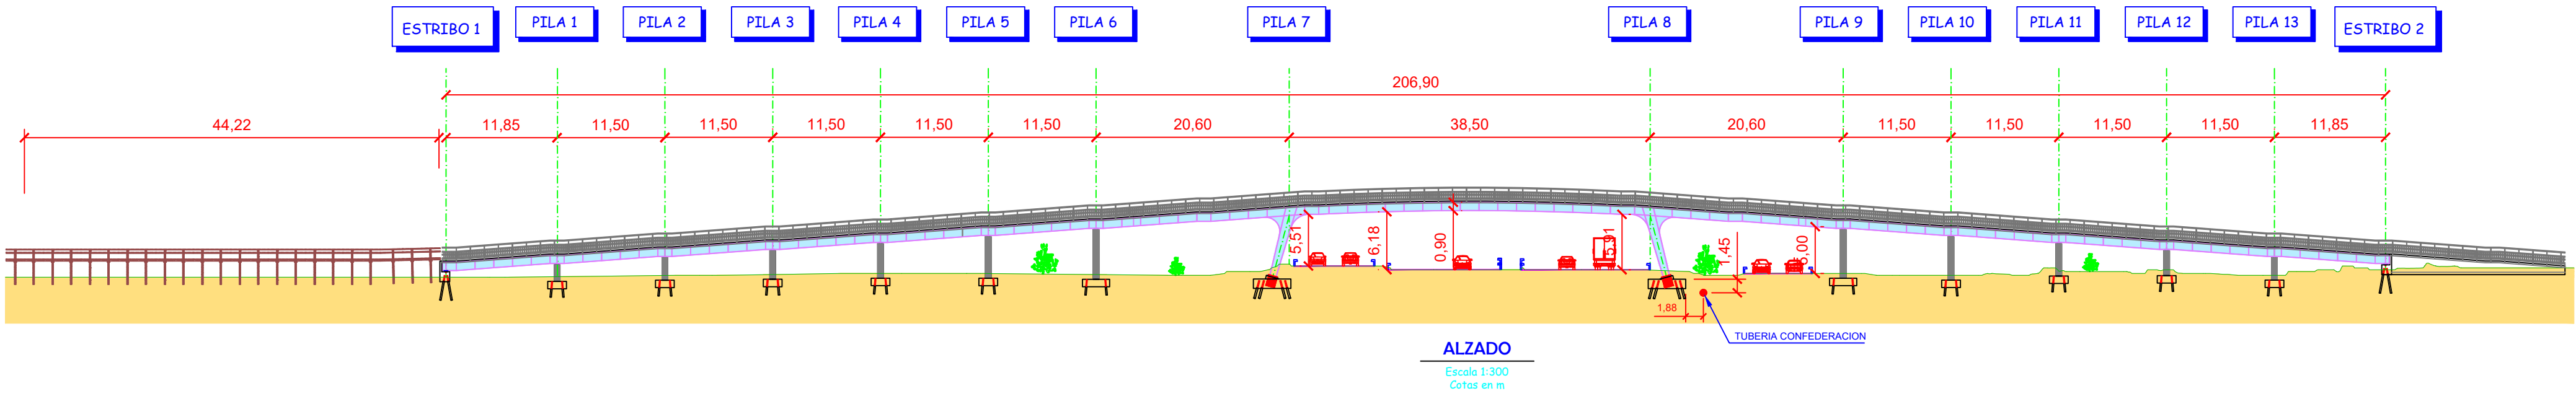 ESTRIBO 1
PILA 1
PILA 2
PILA 3
PILA 4
PILA 5
PILA 6
PILA 7
PILA 8
PILA 9
PILA 10
PILA 11
PILA 12
PILA 13
ESTRIBO 2
206,90
44,22
11,85
11,50
11,50
11,50
11,50
11,50
20,60
38,50
20,60
11,50
11,50
11,50
11,50
11,85
5,51
6,18
0,90
5,91
1,45
6,00
1,88
TUBERIA CONFEDERACION
ALZADO
Escala 1:300
Cotas en m